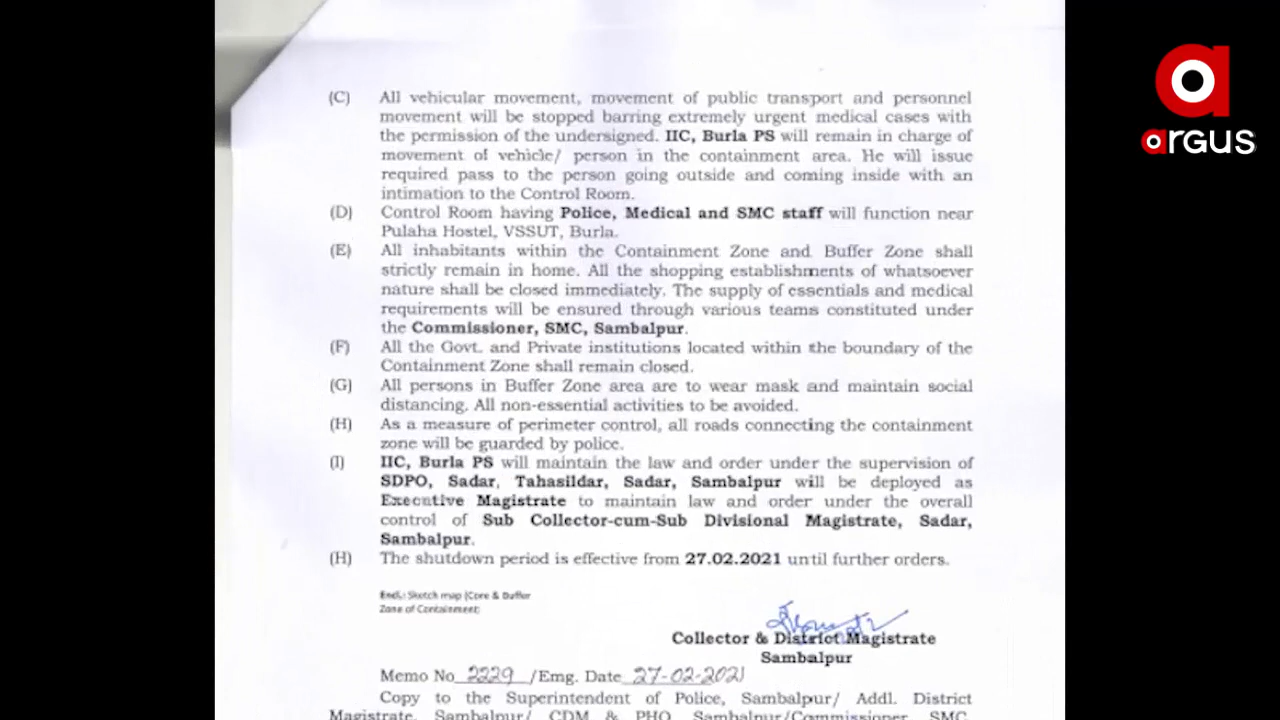 (C) All vehicular movement, movement of public transport and personnel
movement will be stopped barring extremely urgent medical cases with
the permission of the undersigned. IIC, Burla PS will remain in charge of
movement of vehicle/ person in the containment area. He will issue
required pass to the person going outside and coming inside with an
intimation to the Control Room.
(D) Control Room having Police, Medical and SMC staff will function near
Pulaha Hostel, VSSUT, Burla.
(E) All inhabitants within the Containment Zone and Buffer Zone shall
strictly remain in home. All the shopping establishments of whatsoever
nature shall be closed immediately. The supply of essentials and medical
requirements will be ensured through various teams constituted under
the Commissioner, SMC, Sambalpur.
(F) All the Govt. and Private institutions located within the boundary of the
Containment Zone shall remain closed.
(G) All persons in Buffer Zone area are to wear mask and maintain social
distancing. All non-essential activities to be avoided.
(H) As a measure of perimeter control, all roads connecting the containment
zone will be guarded by police.
(I) IIC, Burla PS will maintain the law and order under the supervision of
SDPO, Sadar, Tahasildar, Sadar, Sambalpur will be deployed as
Executive Magistrate to maintain law and order under the overall
control of Sub Collector-cum-Sub Divisional Magistrate, Sadar,
Sambalpur.
(H) The shutdown period is effective from 27.02.2021 until further orders.
Encl.: Sketch map (Core & Buffer
Zone of Containment)
Collector & District Magistrate
Sambalpur
Memo No 2229 /Emg. Date 27-02-2021
Copy to the Superintendent of Police, Sambalpur/ Addl. District
Magistrate, Sambalpur/ CDM & PHO, Sambalpur/Commissioner, SMC,
argus